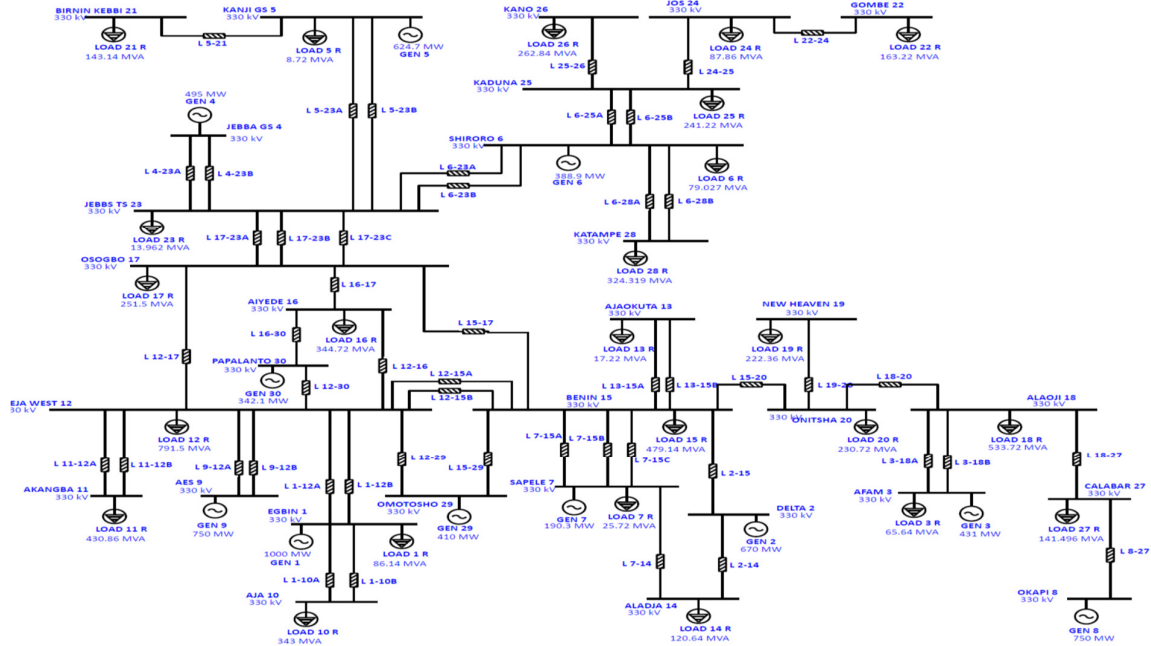 BIRNIN KEBBI 21
330 kV
LOAD 21 R
143.14 MVA
L 5-21
KANJI GS 5
330 kV
LOAD 5 R
8.72 MVA
624.7 MW
GEN 5
KANO 26
330 kV
LOAD 26 R
262.84 MVA
L 25-26
JOS 24
330 kV
LOAD 24 R
87.86 MVA
L 22-24
GOMBE 22
330 kV
LOAD 22 R
163.22 MVA
L 24-25
KADUNA 25
330 kV
LOAD 25 R
241.22 MVA
495 MW
GEN 4
JEBBA GS 4
330 kV
L 5-23A
L 5-23B
L 6-25A
L 6-25B
SHIRORO 6
330 kV
388.9 MW
GEN 6
LOAD 6 R
79.027 MVA
L 4-23A
L 4-23B
L 6-23A
L 6-23B
L 6-28A
L 6-28B
JEBBS TS 23
330 kV
LOAD 23 R
13.962 MVA
L 17-23A
L 17-23B
L 17-23C
KATAMPE 28
330 kV
LOAD 28 R
324.319 MVA
OSOGBO 17
330 kV
LOAD 17 R
251.5 MVA
L 16-17
AIYEDE 16
330 kV
LOAD 16 R
344.72 MVA
L 15-17
L 16-30
L 12-17
PAPALANTO 30
330 kV
GEN 30
342.1 MW
L 12-30
L 12-16
L 12-15A
L 12-15B
AJAOKUTA 13
330 kV
LOAD 13 R
17.22 MVA
L 13-15A
L 13-15B
NEW HEAVEN 19
330 kV
LOAD 19 R
222.36 MVA
L 15-20
L 19-20
L 18-20
EJA WEST 12
30 kV
LOAD 12 R
791.5 MVA
BENIN 15
330 kV
LOAD 15 R
479.14 MVA
330 kV
ONITSHA 20
LOAD 20 R
230.72 MVA
ALAOJI 18
330 kV
LOAD 18 R
533.72 MVA
L 11-12A
L 11-12B
L 9-12A
L 9-12B
L 1-12A
L 1-12B
L 12-29
L 15-29
L 7-15A
L 7-15B
L 7-15C
L 2-15
L 3-18A
L 3-18B
L 18-27
AKANGBA 11
330 kV
LOAD 11 R
430.86 MVA
AES 9
330 kV
GEN 9
750 MW
EGBIN 1
330 kV
1000 MW
GEN 1
LOAD 1 R
86.14 MVA
OMOTOSHO 29
330 kV
GEN 29
410 MW
SAPELE 7
330 kV
GEN 7
190.3 MW
LOAD 7 R
25.72 MVA
DELTA 2
330 kV
GEN 2
670 MW
AFAM 3
330 kV
LOAD 3 R
65.64 MVA
GEN 3
431 MW
CALABAR 27
330 kV
LOAD 27 R
141.496 MVA
L 1-10A
L 1-10B
L 7-14
L 2-14
L 8-27
AJA 10
330 kV
LOAD 10 R
343 MVA
ALADJA 14
330 kV
LOAD 14 R
120.64 MVA
OKAPI 8
330 kV
GEN 8
750 MW